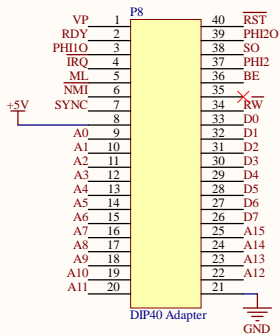 P8
VP 1 40 RST
RDY 2 39 PHI2O
PHI1O 3 38 SO
IRQ 4 37 PHI2
ML 5 36 BE
NMI 6 35
SYNC 7 34 RW
+5V 8 33 D0
A0 9 32 D1
A1 10 31 D2
A2 11 30 D3
A3 12 29 D4
A4 13 28 D5
A5 14 27 D6
A6 15 26 D7
A7 16 25 A15
A8 17 24 A14
A9 18 23 A13
A10 19 22 A12
A11 20 21
DIP40 Adapter
GND